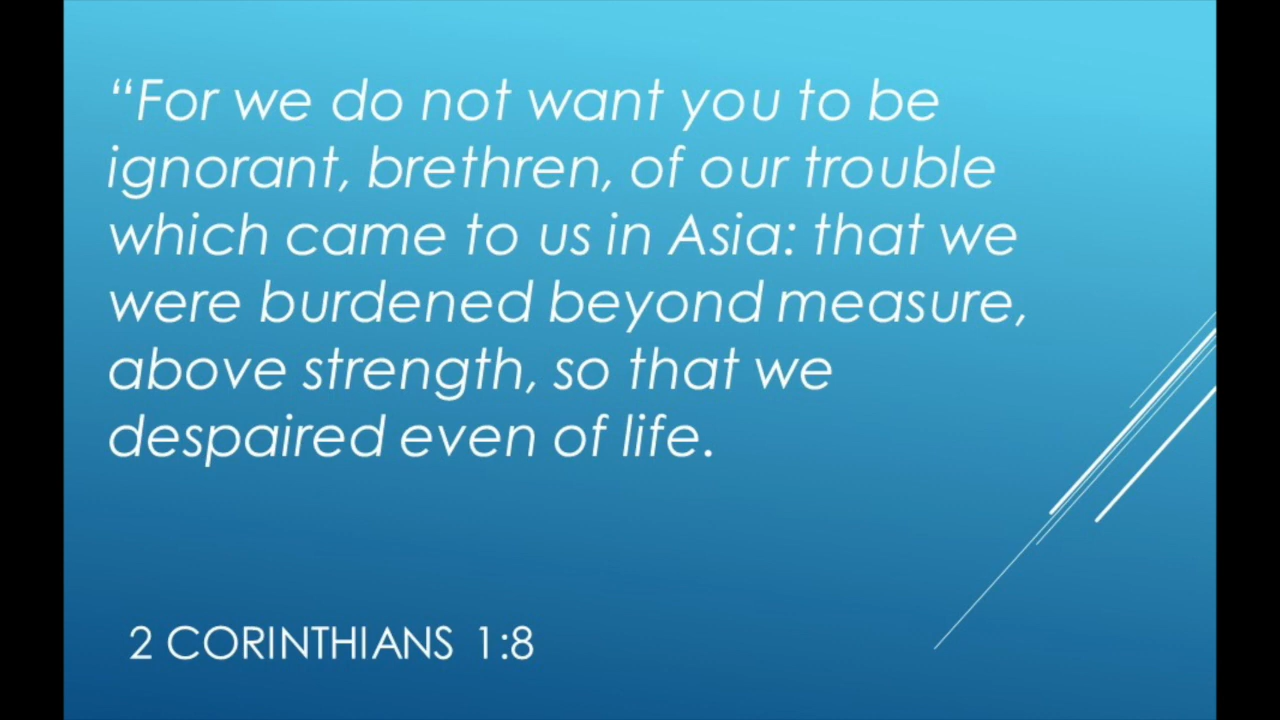 “For we do not want you to be
ignorant, brethren, of our trouble
which came to us in Asia: that we
were burdened beyond measure,
above strength, so that we
despaired even of life.
2 CORINTHIANS 1:8